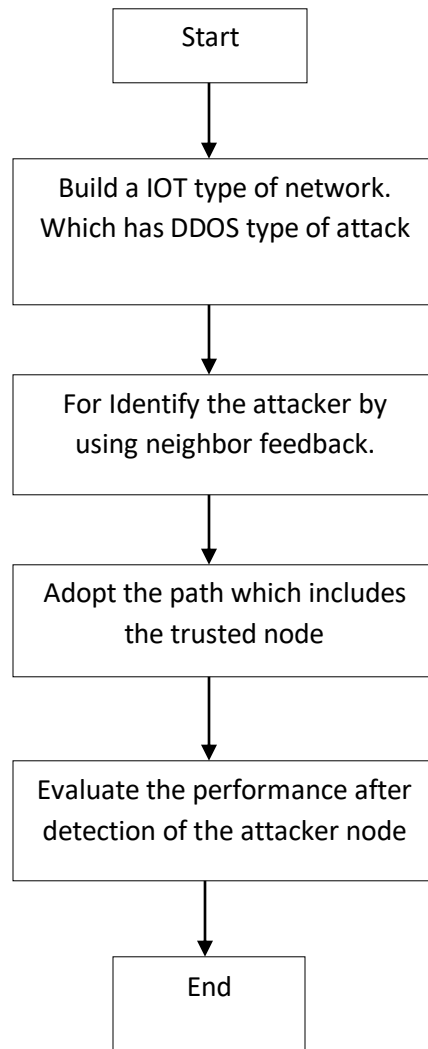 Start
Build a IOT type of network.
Which has DDOS type of attack
For Identify the attacker by
using neighbor feedback.
Adopt the path which includes
the trusted node
Evaluate the performance after
detection of the attacker node
End